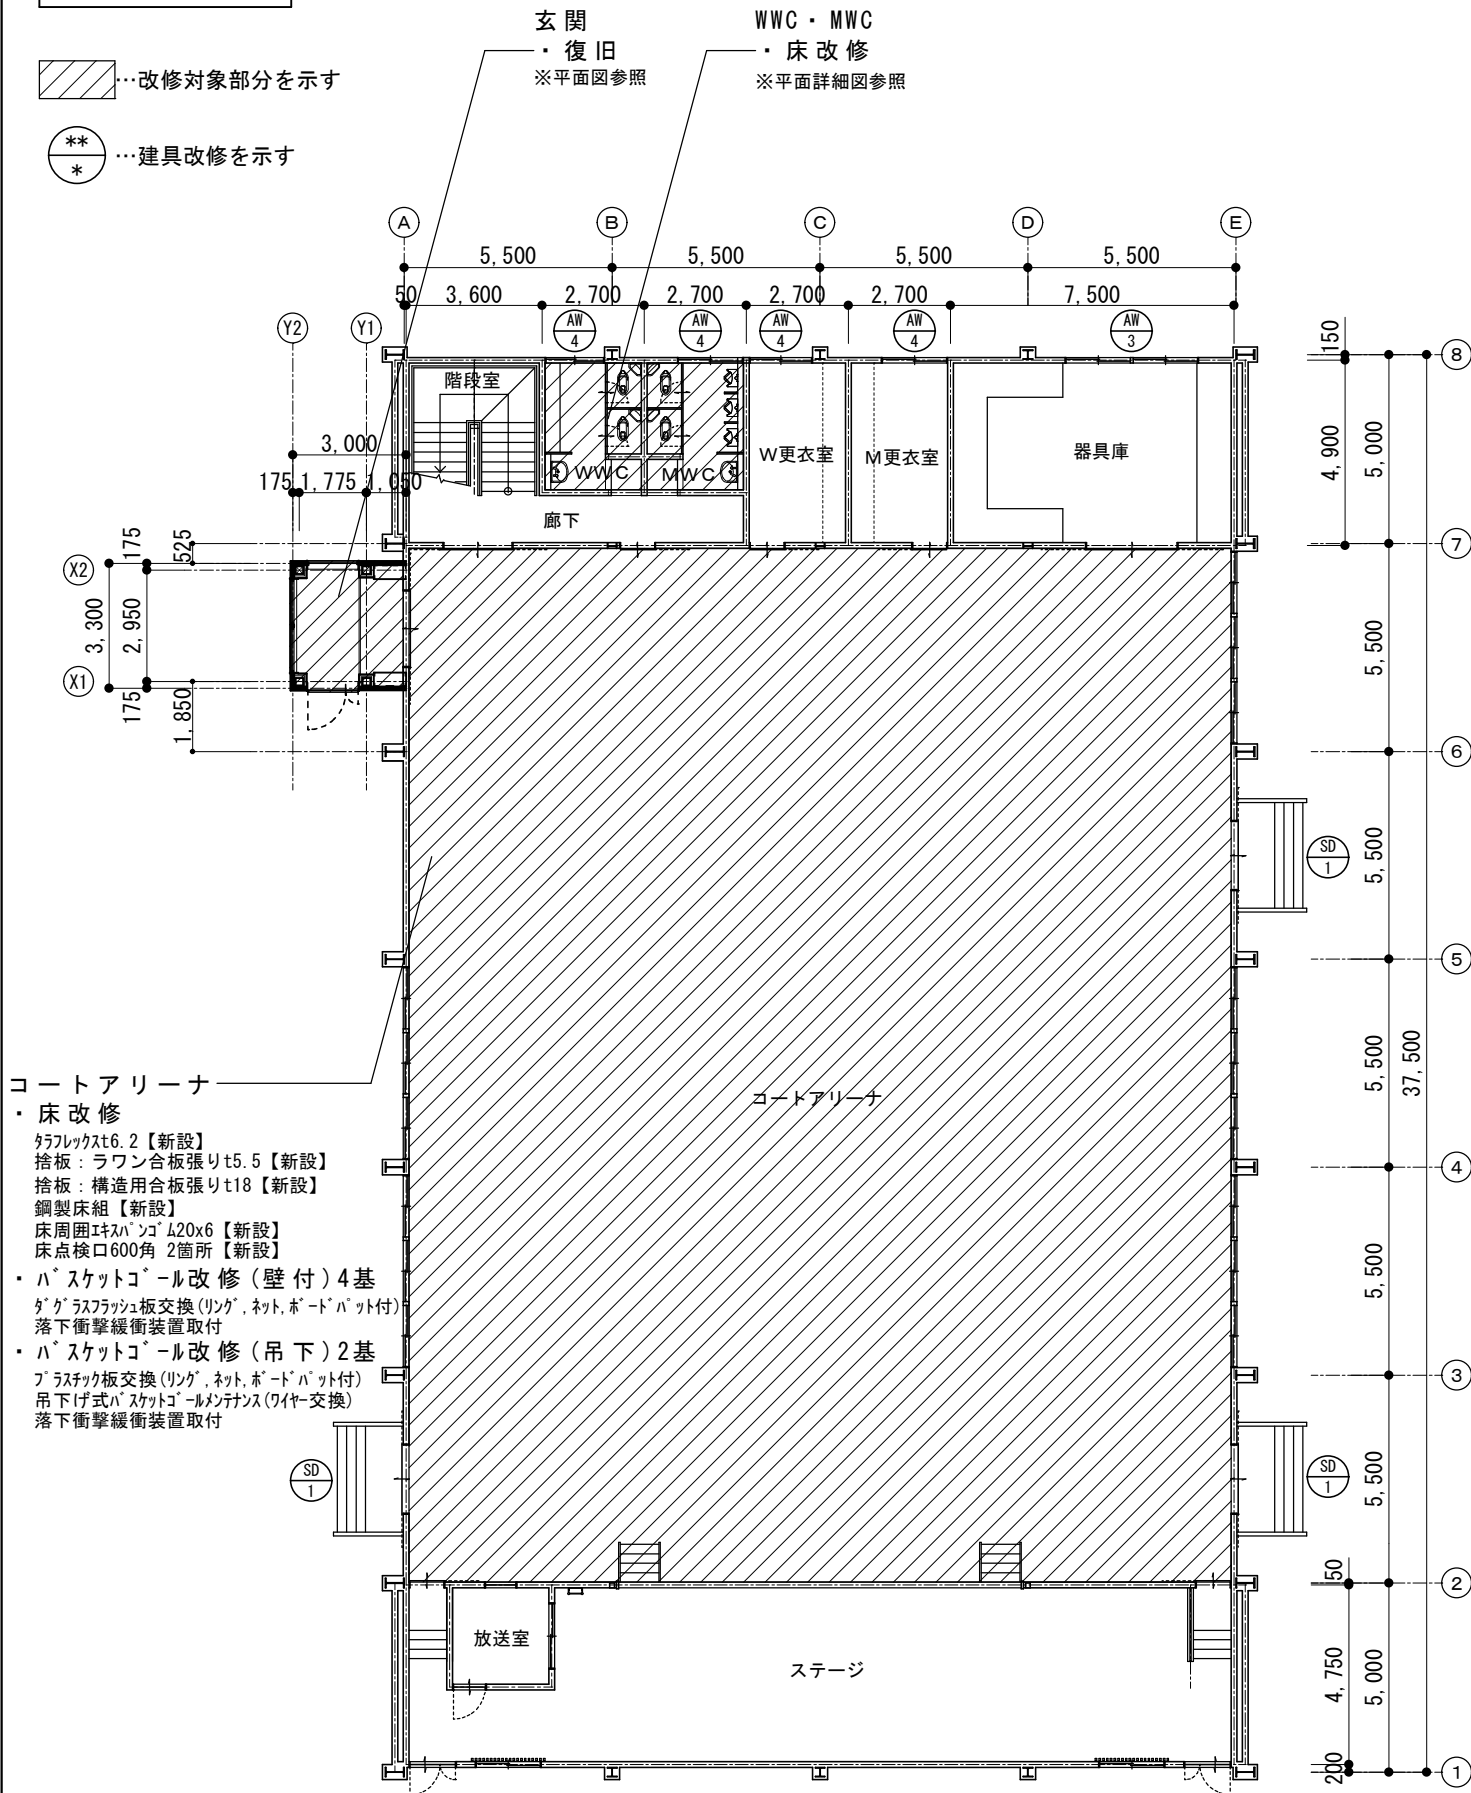 玄関
・復旧
※平面図参照
WWC・MWC
・床改修
※平面詳細図参照
…改修対象部分を示す
**
*
…建具改修を示す
A B C D E
5,500 5,500 5,500 5,500
50 3,600 2,700 2,700 2,700 2,700 7,500
Y2 Y1
AW
4
AW
4
AW
4
AW
4
AW
3
150
8
階段室
WWC
MWC
W更衣室
M更衣室
器具庫
4,900
5,000
3,000
175 1,775 1,050
廊下
175
525
7
X2
3,300
2,950
X1
175
1,850
5,500
6
SD
1
5,500
5
5,500
37,500
コートアリーナ
コートアリーナ
・床改修
タラフレックスt6.2【新設】
捨板：ラワン合板張りt5.5【新設】
捨板：構造用合板張りt18【新設】
鋼製床組【新設】
床周囲エキスパンゴム20x6【新設】
床点検口600角 2箇所【新設】
・バスケットゴール改修(壁付)4基
ダグラスフラッシュ板交換(リング,ネット,ボードパット付)
落下衝撃緩衝装置取付
・バスケットゴール改修(吊下)2基
プラスチック板交換(リング,ネット,ボードパット付)
吊下げ式バスケットゴールメンテナンス(ワイヤー交換)
落下衝撃緩衝装置取付
4
5,500
3
SD
1
SD
1
5,500
50
2
放送室
ステージ
4,750
5,000
200
1